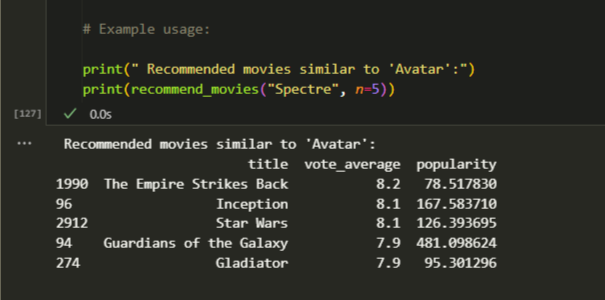 # Example usage:
print(" Recommended movies similar to 'Avatar':")
print(recommend_movies("Spectre", n=5))
[127] ✓ 0.0s
... Recommended movies similar to 'Avatar':
title vote_average popularity
1990 The Empire Strikes Back 8.2 78.517830
96 Inception 8.1 167.583710
2912 Star Wars 8.1 126.393695
94 Guardians of the Galaxy 7.9 481.098624
274 Gladiator 7.9 95.301296